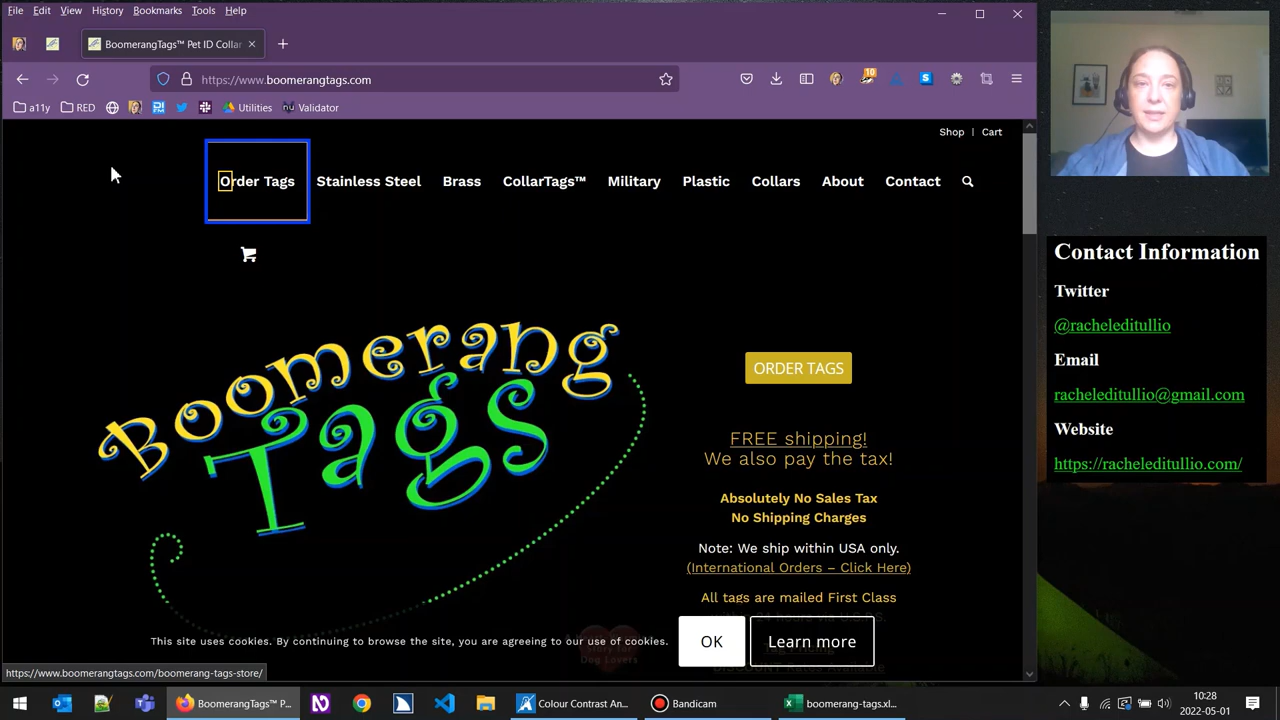 File Edit View History Bookmarks Tools Help
BoomerangTags™ Pet ID Collar
https://www.boomerangtags.com
10
a11y RED Utilities Validator
Shop | Cart
Order Tags Stainless Steel Brass CollarTags™ Military Plastic Collars About Contact
Boomerang
Tags
ORDER TAGS
FREE shipping!
We also pay the tax!
Absolutely No Sales Tax
No Shipping Charges
Note: We ship within USA only.
(International Orders – Click Here)
All tags are mailed First Class
This site uses cookies. By continuing to browse the site, you are agreeing to our use of cookies.
OK
Learn more
Dog Lovers
https://www.boomerangtags.com/boomerang-tags-store/
Contact Information
Twitter
@racheleditullio
Email
racheleditullio@gmail.com
Website
https://racheleditullio.com/
BoomerangTags™ P...
Colour Contrast An...
Bandicam
boomerang-tags.xl...
10:28
2022-05-01